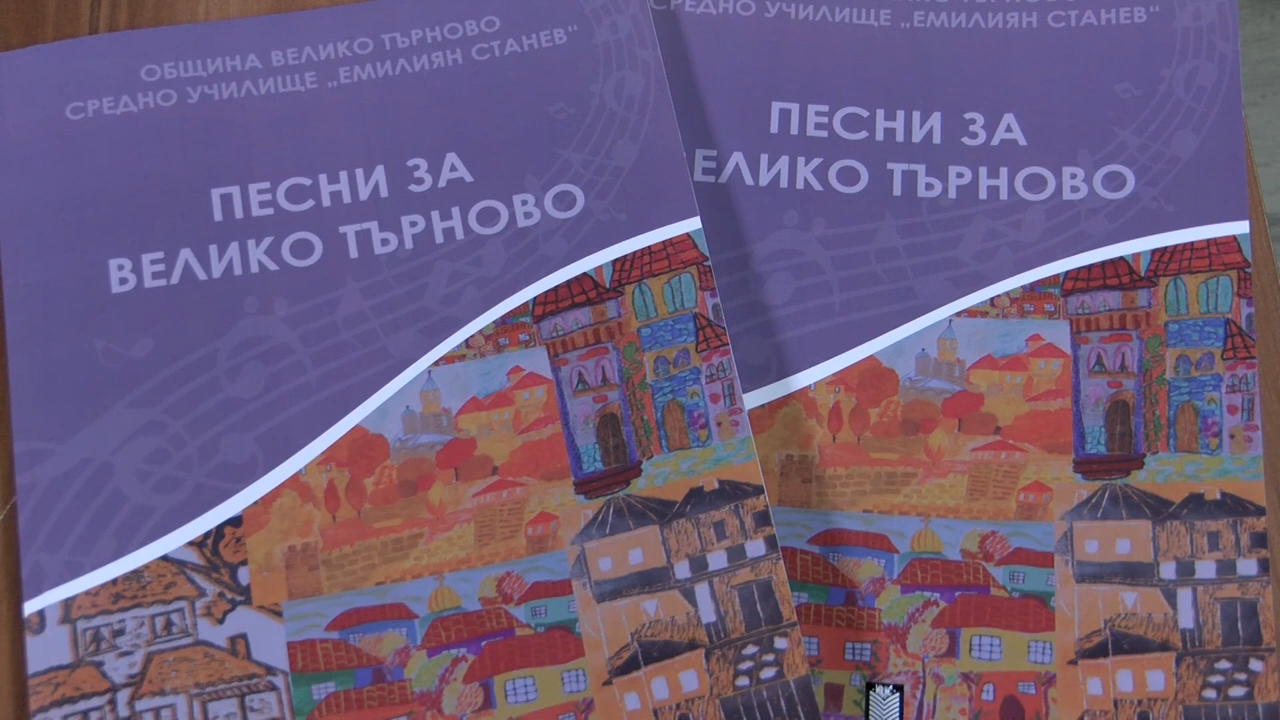 ОБЩИНА ВЕЛИКО ТЪРНОВО
СРЕДНО УЧИЛИЩЕ „ЕМИЛИЯН СТАНЕВ“
ПЕСНИ ЗА
ВЕЛИКО ТЪРНОВО
СРЕДНО УЧИЛИЩЕ „ЕМИЛИЯН СТАНЕВ“
ПЕСНИ ЗА
ЕЛИКО ТЪРНОВО